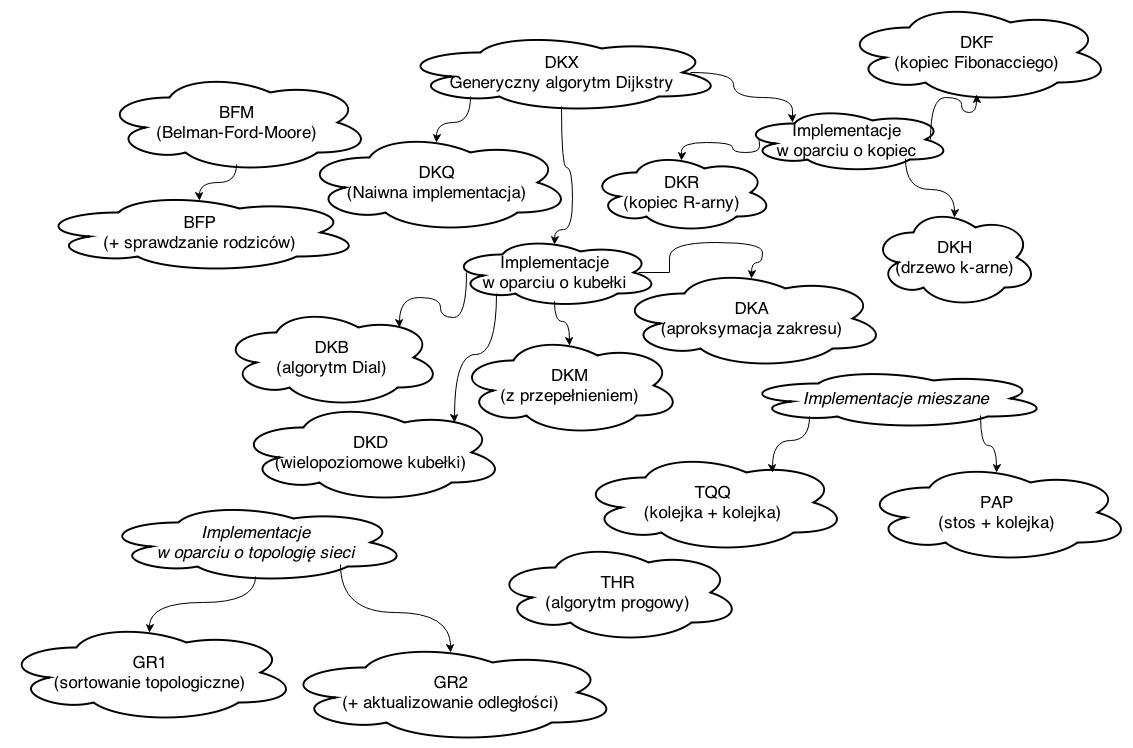 DKF
(kopiec Fibonacciego)
DKX
Generyczny algorytm Dijkstry
BFM
(Belman-Ford-Moore)
Implementacje
w oparciu o kopiec
DKQ
(Naiwna implementacja)
DKR
(kopiec R-arny)
BFP
(+ sprawdzanie rodziców)
DKH
(drzewo k-arne)
Implementacje
w oparciu o kubełki
DKA
(aproksymacja zakresu)
DKB
(algorytm Dial)
DKM
(z przepełnieniem)
Implementacje mieszane
DKD
(wielopoziomowe kubełki)
TQQ
(kolejka + kolejka)
PAP
(stos + kolejka)
Implementacje
w oparciu o topologię sieci
THR
(algorytm progowy)
GR1
(sortowanie topologiczne)
GR2
(+ aktualizowanie odległości)